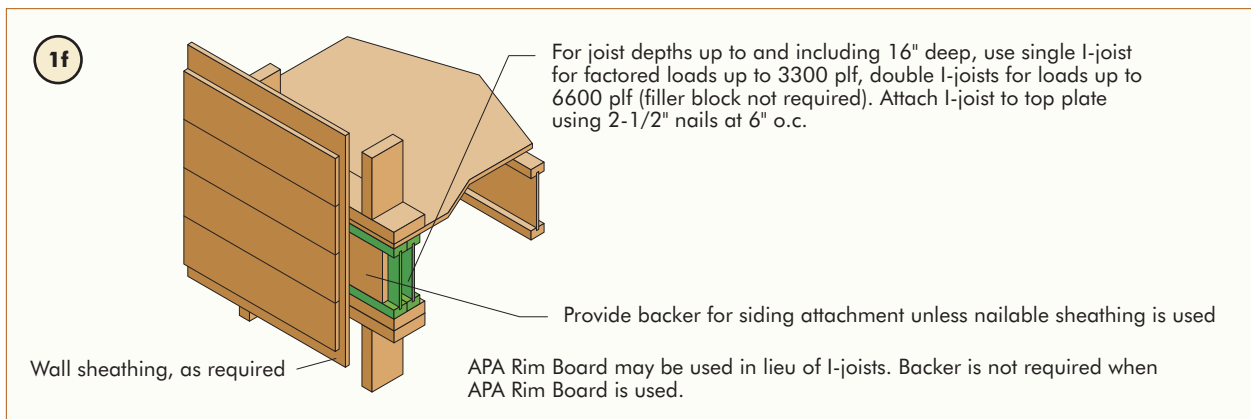 1f
For joist depths up to and including 16" deep, use single I-joist
for factored loads up to 3300 plf, double I-joists for loads up to
6600 plf (filler block not required). Attach I-joist to top plate
using 2-1/2" nails at 6" o.c.
Provide backer for siding attachment unless nailable sheathing is used
Wall sheathing, as required
APA Rim Board may be used in lieu of I-joists. Backer is not required when
APA Rim Board is used.